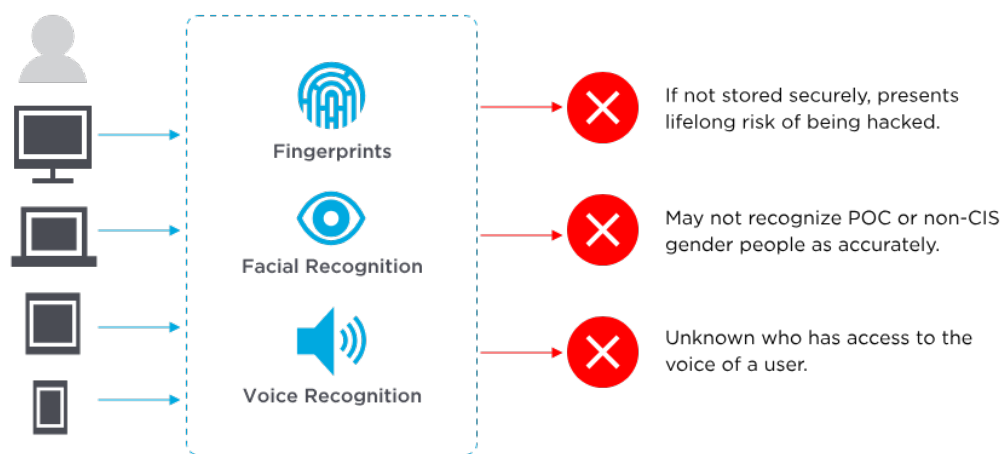 Fingerprints
If not stored securely, presents
lifelong risk of being hacked.
Facial Recognition
May not recognize POC or non-CIS
gender people as accurately.
Voice Recognition
Unknown who has access to the
voice of a user.